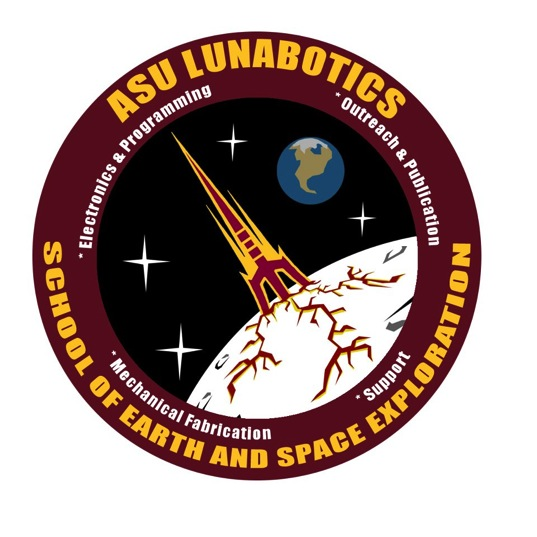 ASU LUNABOTICS
* Electronics & Programming
* Outreach & Publication
* Mechanical Fabrication
* Support
SCHOOL OF EARTH AND SPACE EXPLORATION